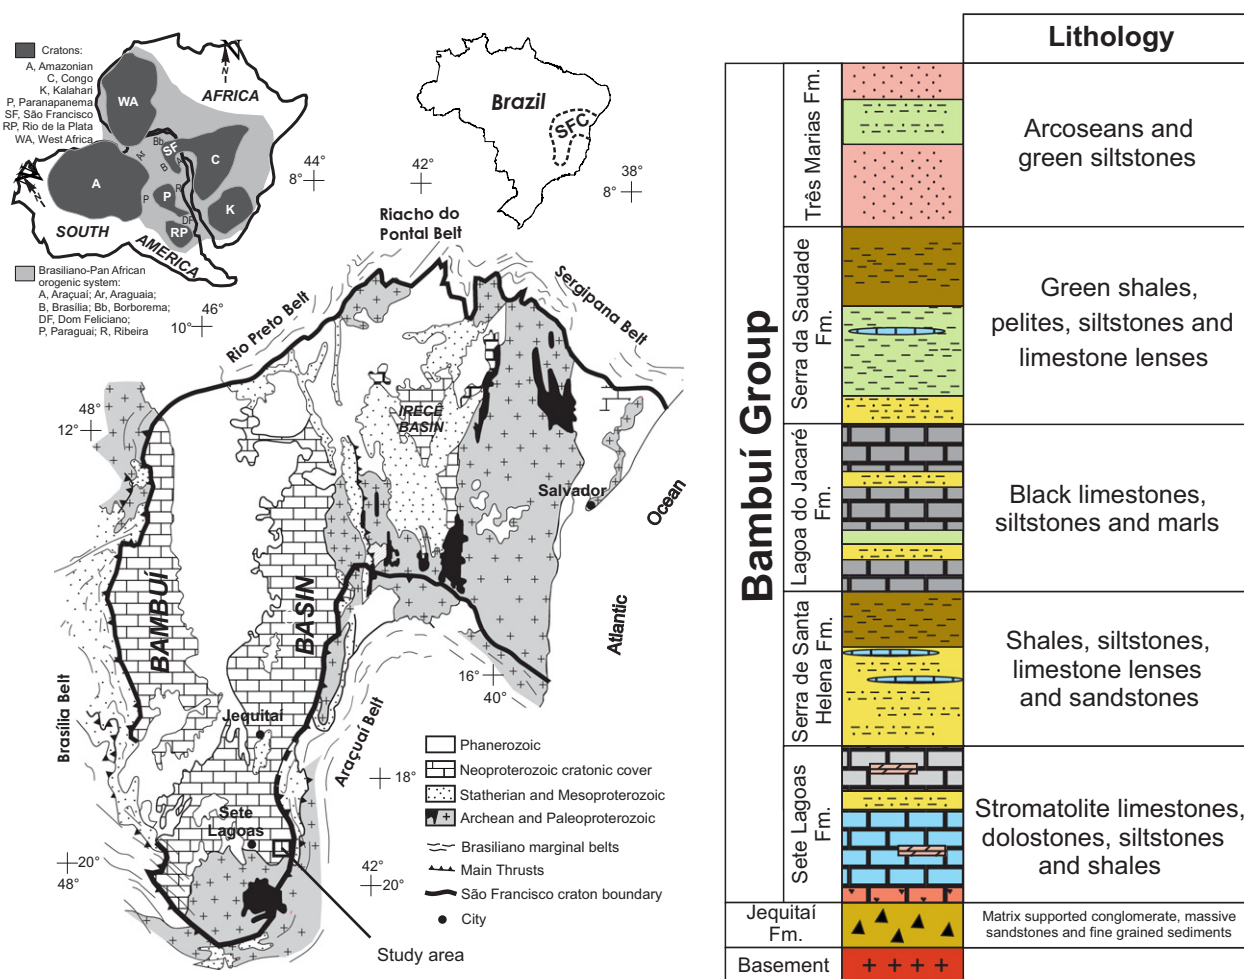 Cratons:
A, Amazonian
C, Congo
K, Kalahari
P, Paranapanema
SF, São Francisco
RP, Rio de la Plata
WA, West Africa
WA
AFRICA
N
Bb
SF
Ar
B
A
C
A
R
P
P
K
DF
RP
N
SOUTH
AMERICA
Brasiliano-Pan African
orogenic system:
A, Araçuaí; Ar, Araguaia;
B, Brasília; Bb, Borborema;
DF, Dom Feliciano;
P, Paraguai; R, Ribeira
Brazil
SFC
44°
8°
42°
38°
8°
46°
10°
48°
12°
16°
40°
18°
20°
48°
42°
20°
Riacho do
Pontal Belt
Rio Preto Belt
Sergipana Belt
IRECÊ
BASIN
Salvador
Ocean
Atlantic
BAMBUÍ
BASIN
Brasília Belt
Araçuaí Belt
Jequitaí
Sete
Lagoas
Phanerozoic
Neoproterozoic cratonic cover
Statherian and Mesoproterozoic
Archean and Paleoproterozoic
Brasiliano marginal belts
Main Thrusts
São Francisco craton boundary
City
Study area
Lithology
Bambuí Group
Três Marias Fm.
Arcoseans and
green siltstones
Serra da Saudade
Fm.
Green shales,
pelites, siltstones and
limestone lenses
Lagoa do Jacaré
Fm.
Black limestones,
siltstones and marls
Serra de Santa
Helena Fm.
Shales, siltstones,
limestone lenses
and sandstones
Sete Lagoas
Fm.
Stromatolite limestones,
dolostones, siltstones
and shales
Jequitaí
Fm.
Matrix supported conglomerate, massive
sandstones and fine grained sediments
Basement